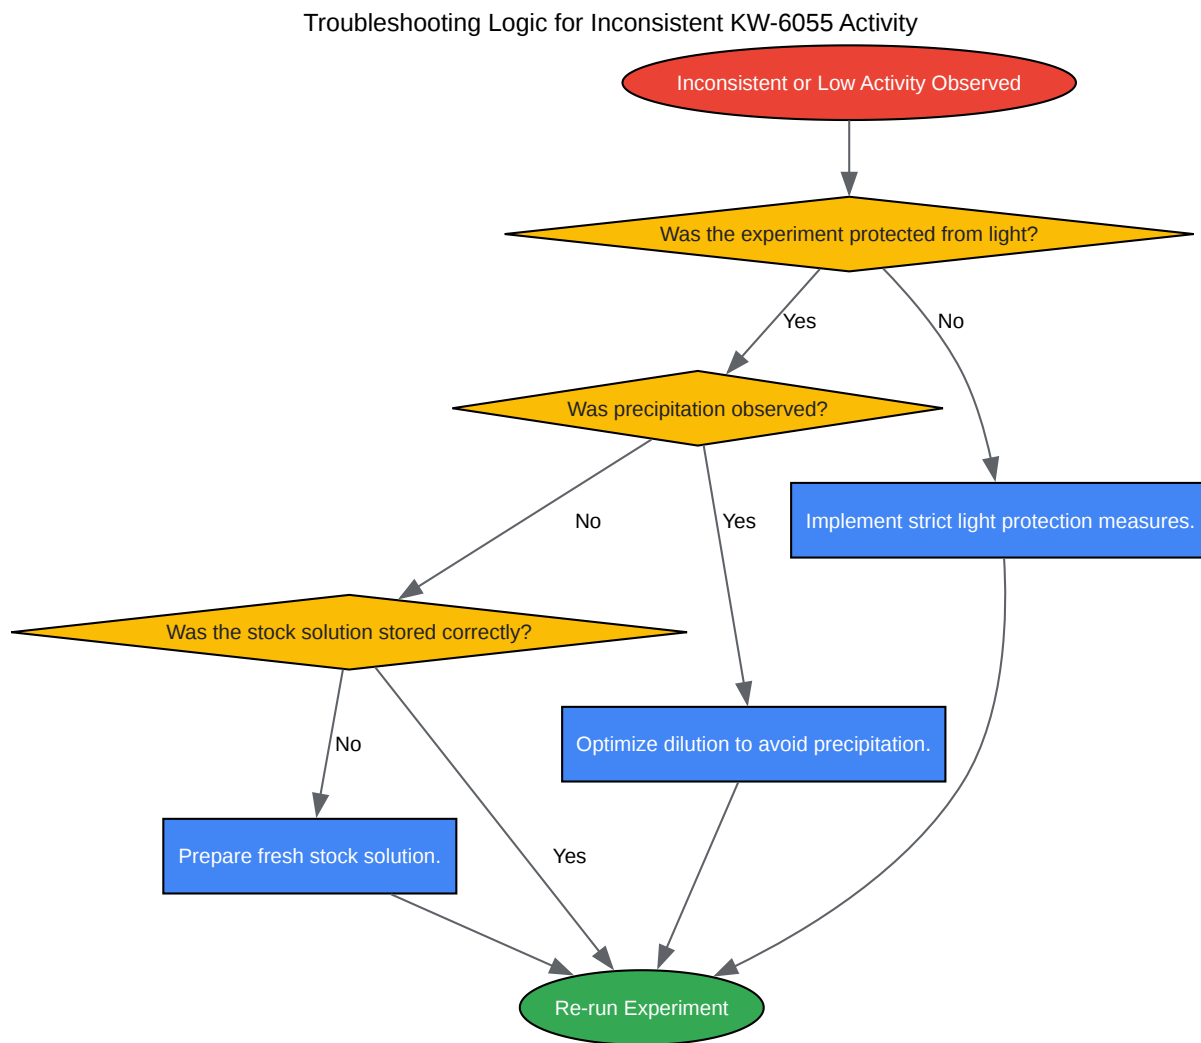 Troubleshooting Logic for Inconsistent KW-6055 Activity
Inconsistent or Low Activity Observed
Was the experiment protected from light?
Yes
No
Was precipitation observed?
No
Yes
Implement strict light protection measures.
Was the stock solution stored correctly?
No
Yes
Optimize dilution to avoid precipitation.
Prepare fresh stock solution.
Re-run Experiment